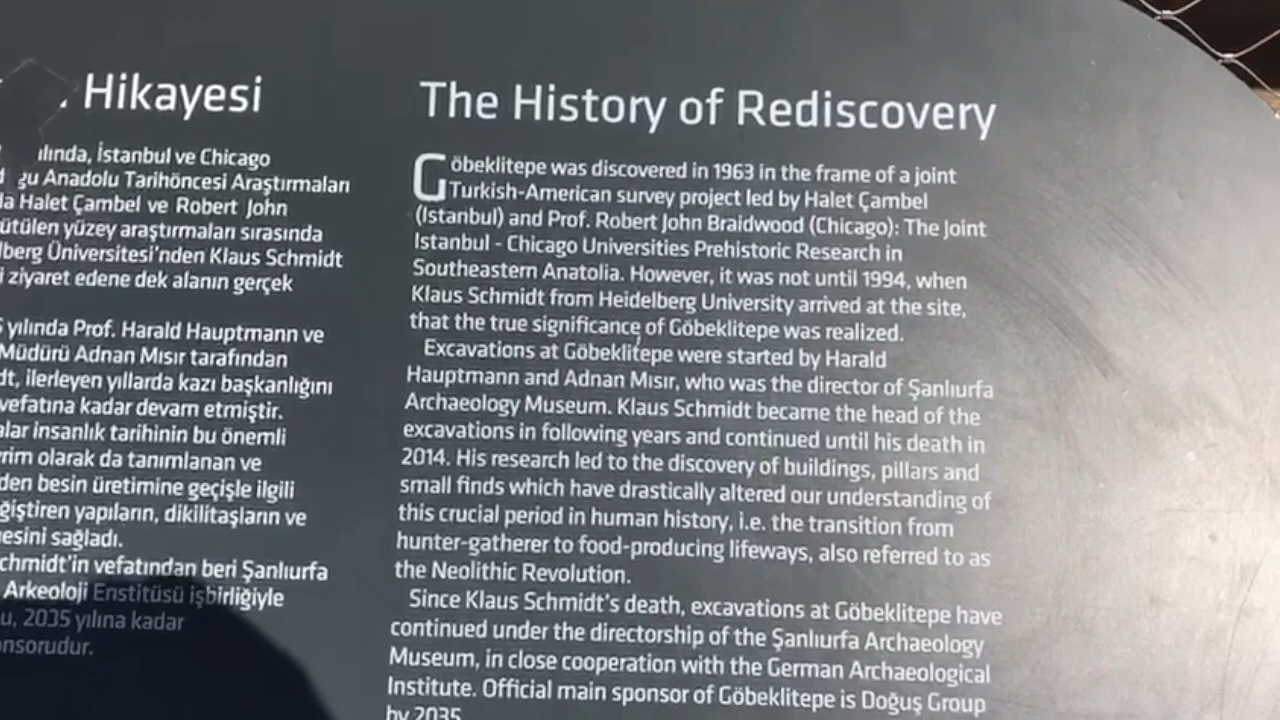 Hikayesi
ılında, İstanbul ve Chicago
Anadolu Tarihöncesi Araştırmaları
Halet Çambel ve Robert John
yüzey araştırmaları sırasında
Üniversitesi'nden Klaus Schmidt
ziyaret edene dek alanın gerçek
yılında Prof. Harald Hauptmann ve
Müdürü Adnan Mısır tarafından
ilerleyen yıllarda kazı başkanlığını
vefatına kadar devam etmiştir.
insanlık tarihinin bu önemli
olarak da tanımlanan ve
besin üretimine geçişle ilgili
yapıların, dikilitaşların ve
sağladı.
chmidt'in vefatından beri Şanlıurfa
Arkeoloji Enstitüsü işbirliğiyle
2035 yılına kadar
nsorudur.
The History of Rediscovery
Göbeklitepe was discovered in 1963 in the frame of a joint
Turkish-American survey project led by Halet Çambel
(Istanbul) and Prof. Robert John Braidwood (Chicago): The Joint
Istanbul - Chicago Universities Prehistoric Research in
Southeastern Anatolia. However, it was not until 1994, when
Klaus Schmidt from Heidelberg University arrived at the site,
that the true significance of Göbeklitepe was realized.
Excavations at Göbeklitepe were started by Harald
Hauptmann and Adnan Mısır, who was the director of Şanlıurfa
Archaeology Museum. Klaus Schmidt became the head of the
excavations in following years and continued until his death in
2014. His research led to the discovery of buildings, pillars and
small finds which have drastically altered our understanding of
this crucial period in human history, i.e. the transition from
hunter-gatherer to food-producing lifeways, also referred to as
the Neolithic Revolution.
Since Klaus Schmidt's death, excavations at Göbeklitepe have
continued under the directorship of the Şanlıurfa Archaeology
Museum, in close cooperation with the German Archaeological
Institute. Official main sponsor of Göbeklitepe is Doğuş Group
by 2035